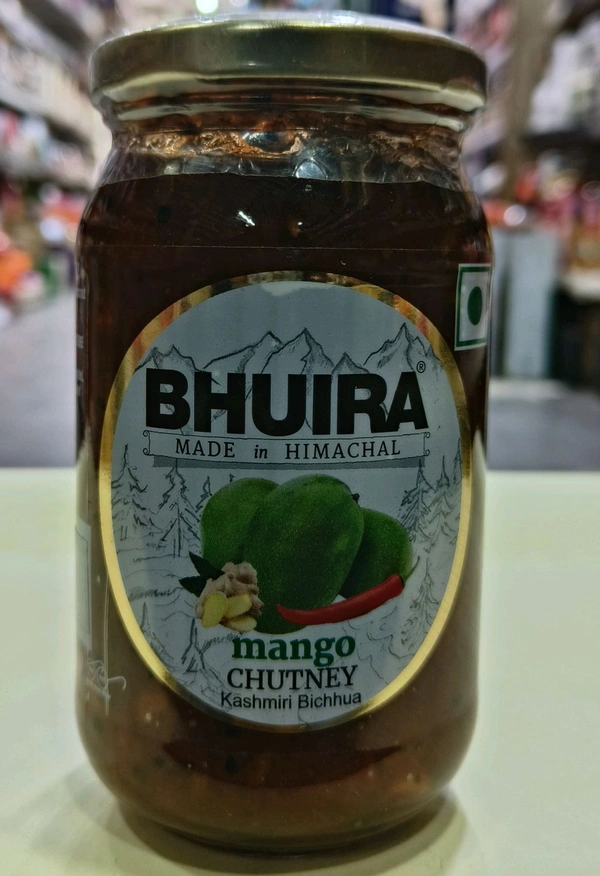 BHUIRA®
MADE in HIMACHAL
mango
CHUTNEY
Kashmiri Bichhua